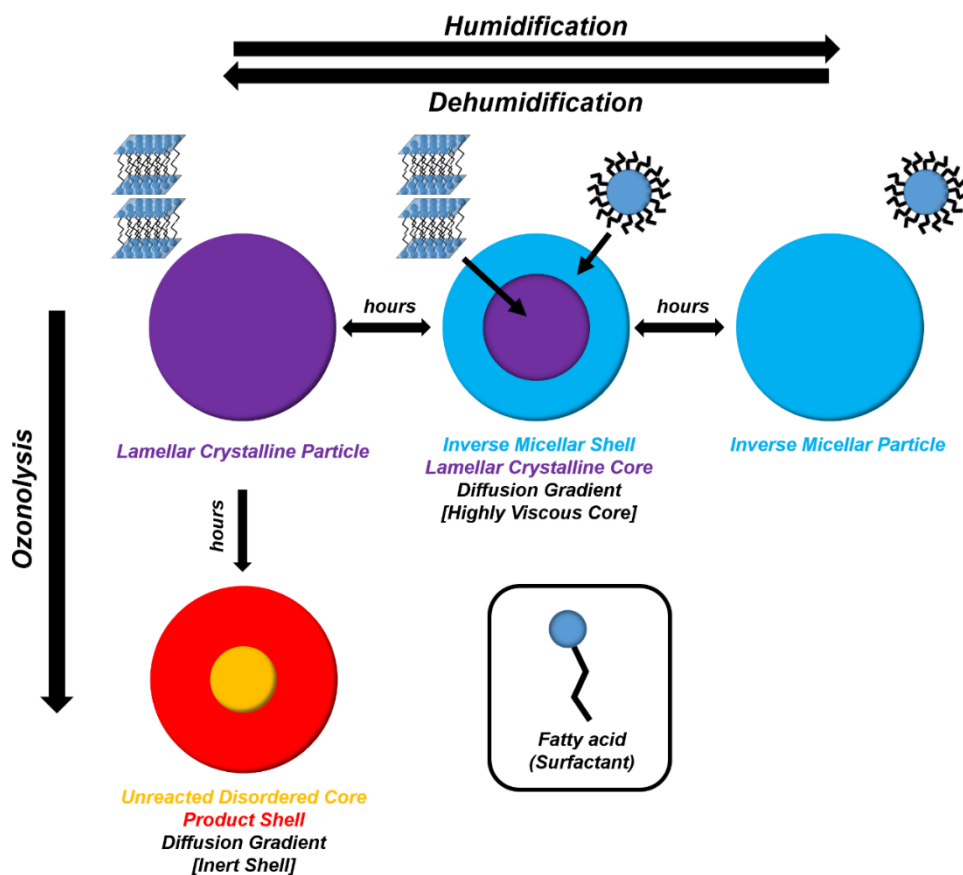 Humidification
Dehumidification
hours
hours
Lamellar Crystalline Particle
Inverse Micellar Shell
Lamellar Crystalline Core
Diffusion Gradient
[Highly Viscous Core]
Inverse Micellar Particle
Ozonolysis
hours
Fatty acid
(Surfactant)
Unreacted Disordered Core
Product Shell
Diffusion Gradient
[Inert Shell]